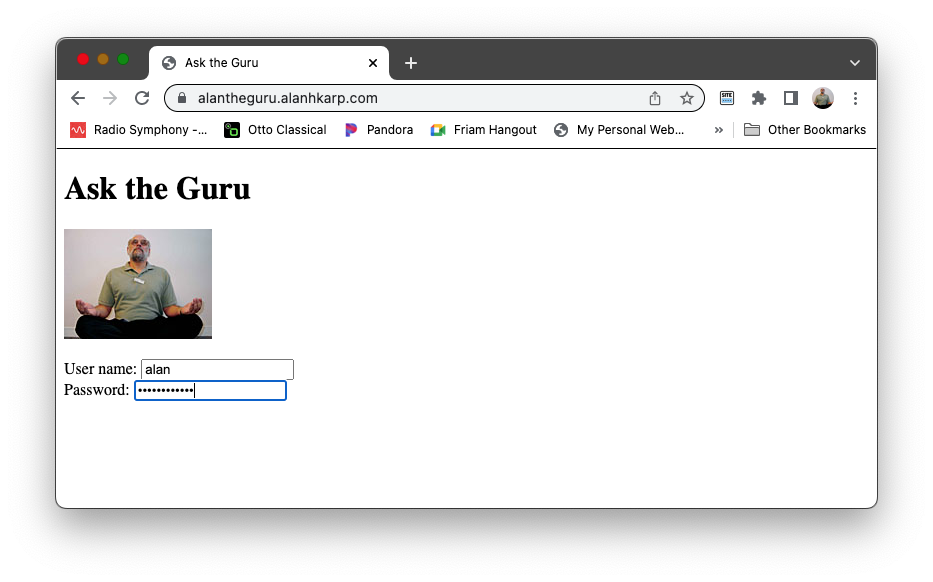 Ask the Guru
alantheguru.alanhkarp.com
SITE
Radio Symphony -... Otto Classical Pandora Friam Hangout My Personal Web... » Other Bookmarks
Ask the Guru
User name: alan
Password: ••••••••••••